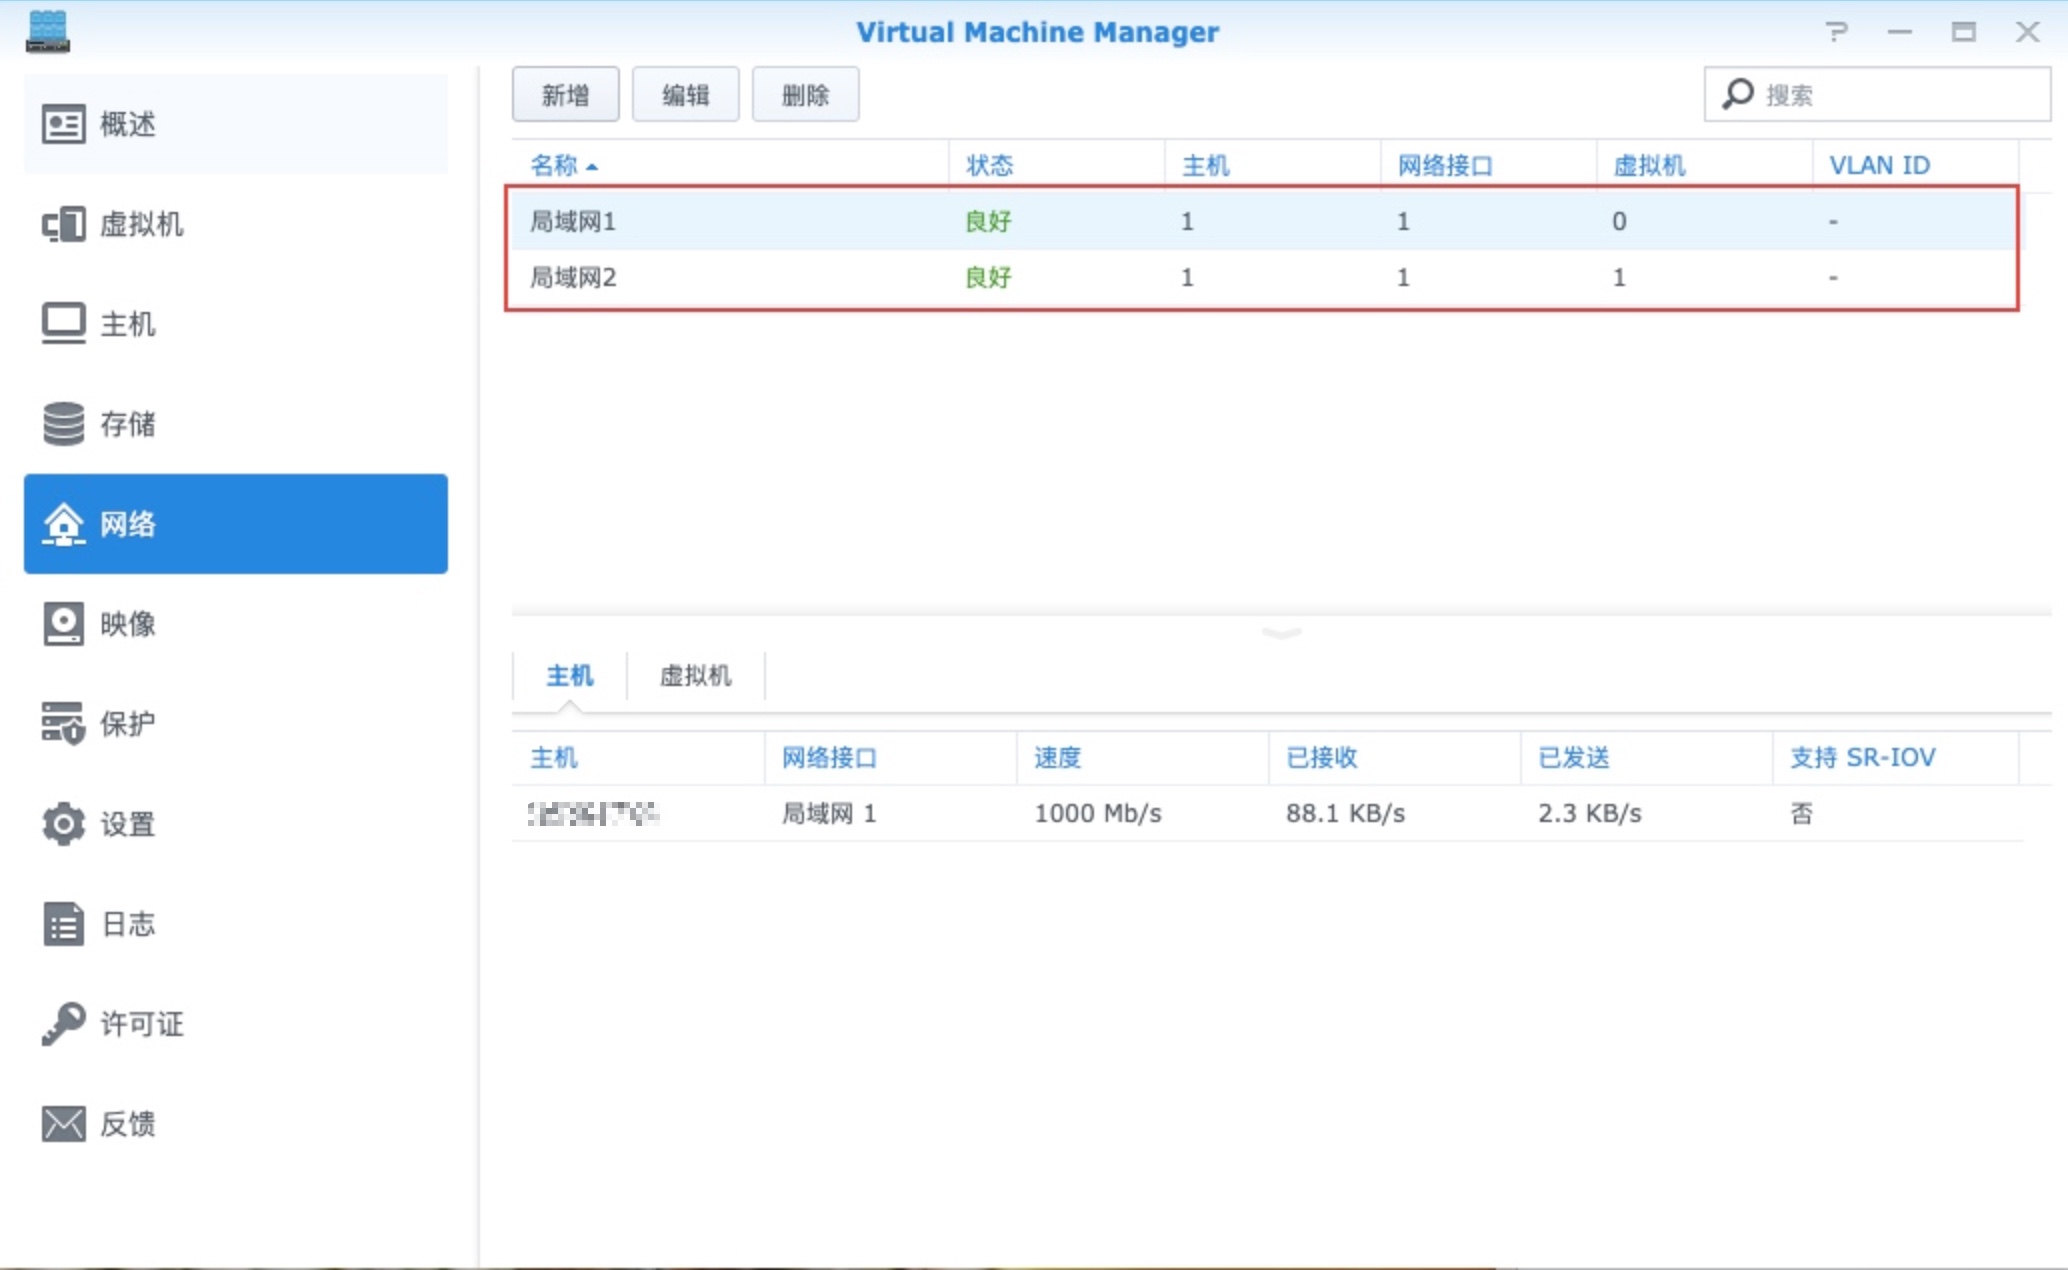 Virtual Machine Manager
概述
虚拟机
主机
存储
网络
映像
保护
设置
日志
许可证
反馈
新增 编辑 删除 搜索
名称 状态 主机 网络接口 虚拟机 VLAN ID
局域网1 良好 1 1 0 -
局域网2 良好 1 1 1 -
主机 虚拟机
主机 网络接口 速度 已接收 已发送 支持 SR-IOV
局域网 1 1000 Mb/s 88.1 KB/s 2.3 KB/s 否